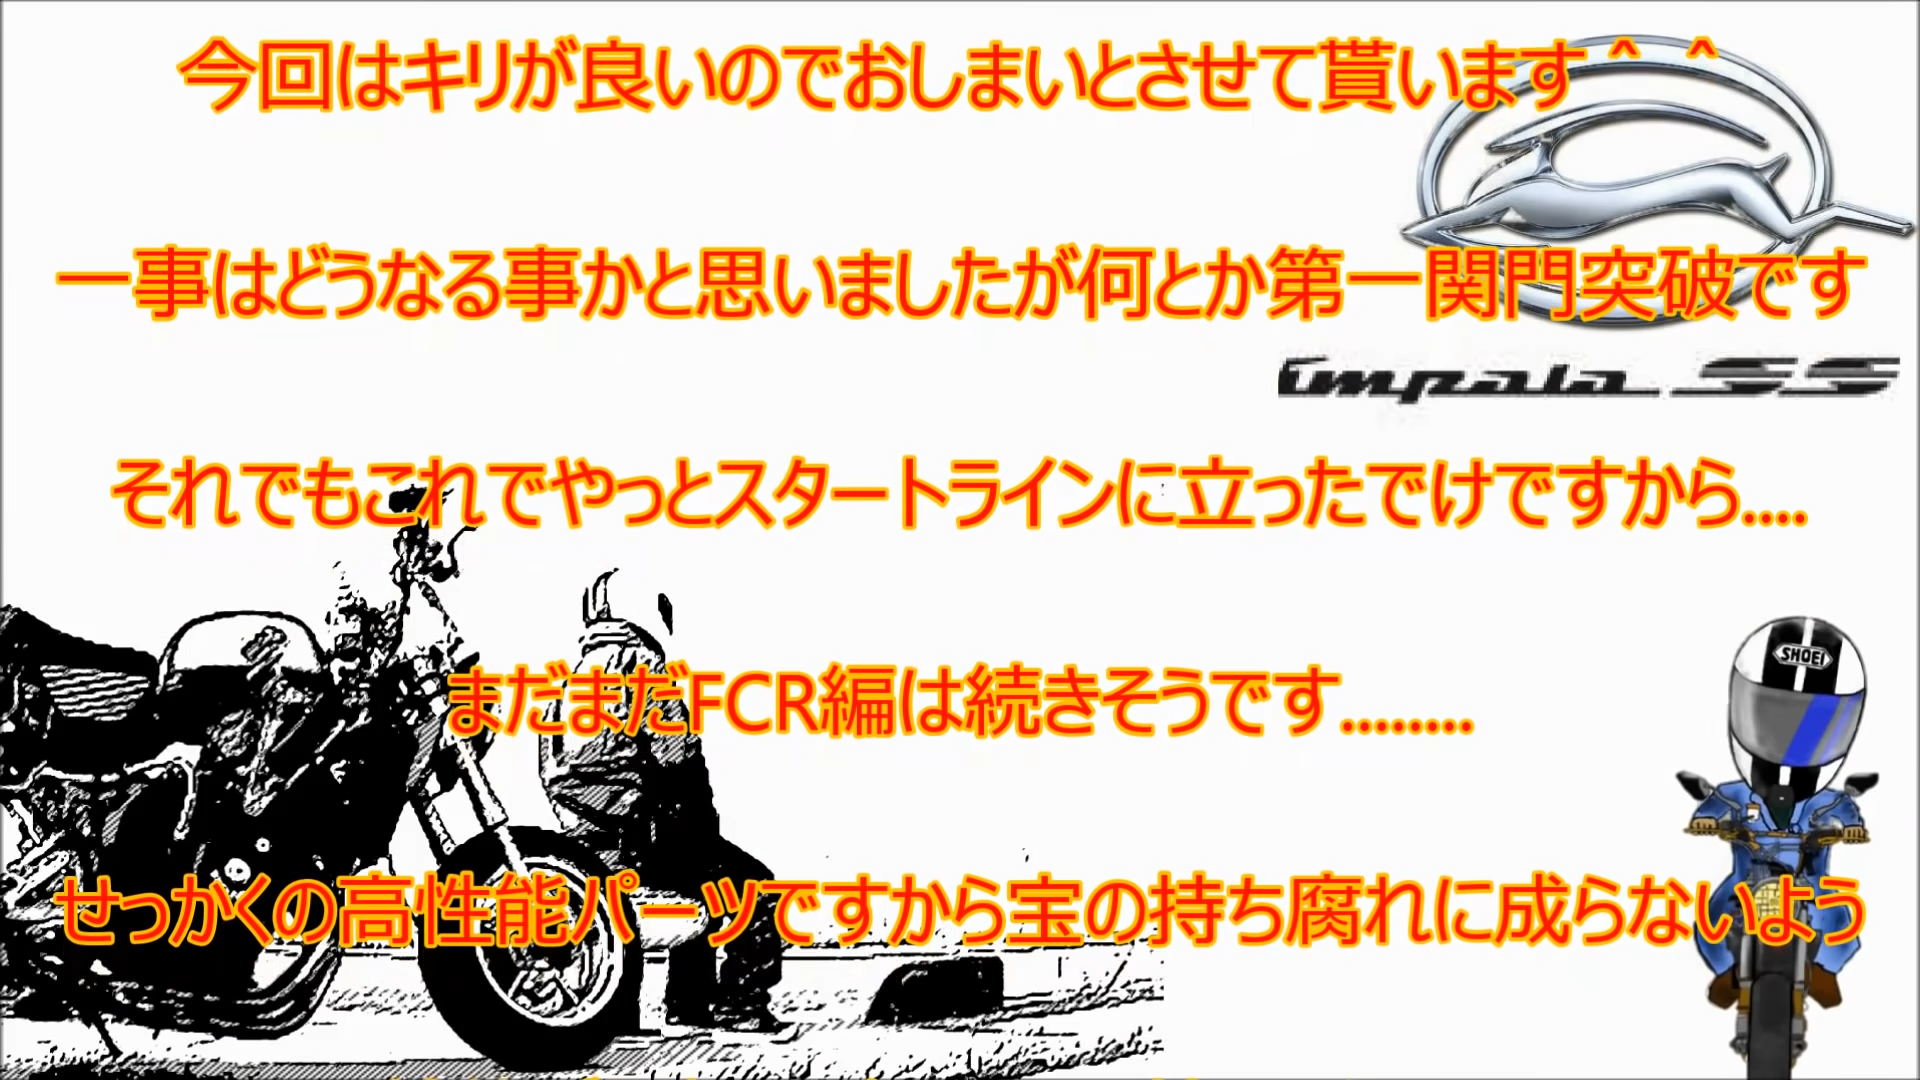 今回はキリが良いのでおしまいとさせて貰います＾ ＾
一事はどうなる事かと思いましたが何とか第一関門突破です
impala SS
それでもこれでやっとスタートラインに立ったでけですから....
SHOEI
まだまだFCR編は続きそうです........
せっかくの高性能パーツですから宝の持ち腐れに成らないよう